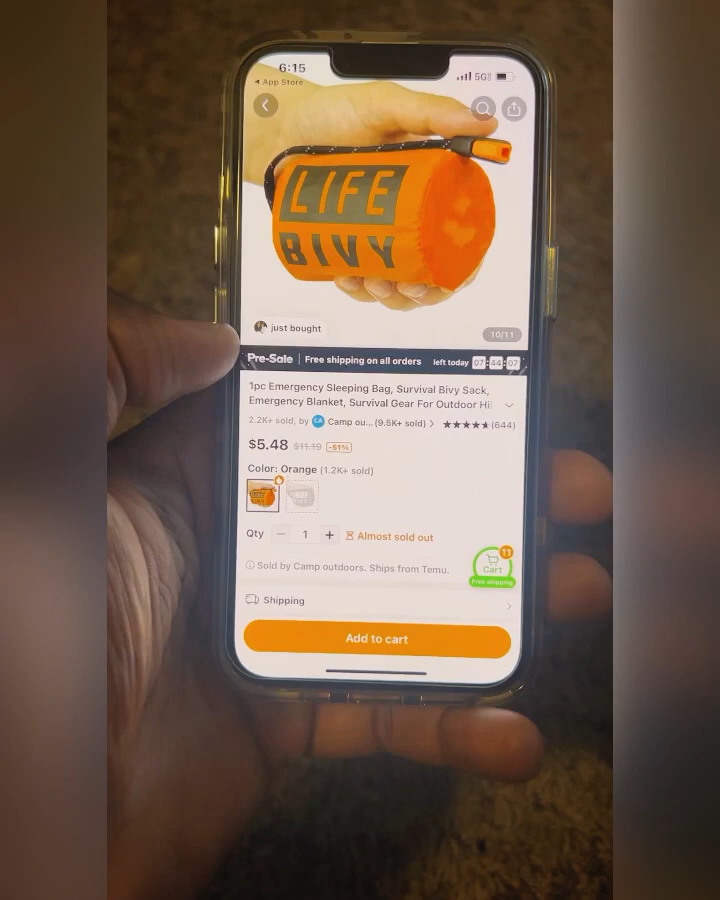 6:15
5G
◂ App Store
LIFE
BIVY
just bought
10/11
Pre-Sale | Free shipping on all orders left today 07:44:07
1pc Emergency Sleeping Bag, Survival Bivy Sack,
Emergency Blanket, Survival Gear For Outdoor Hi
2.2K+ sold, by CA Camp ou... (9.5K+ sold) > ★★★★★ (644)
$5.48 $11.19 -51%
Color: Orange (1.2K+ sold)
Qty − 1 + Almost sold out
11
Cart
Free shipping
Sold by Camp outdoors. Ships from Temu.
Shipping
Add to cart